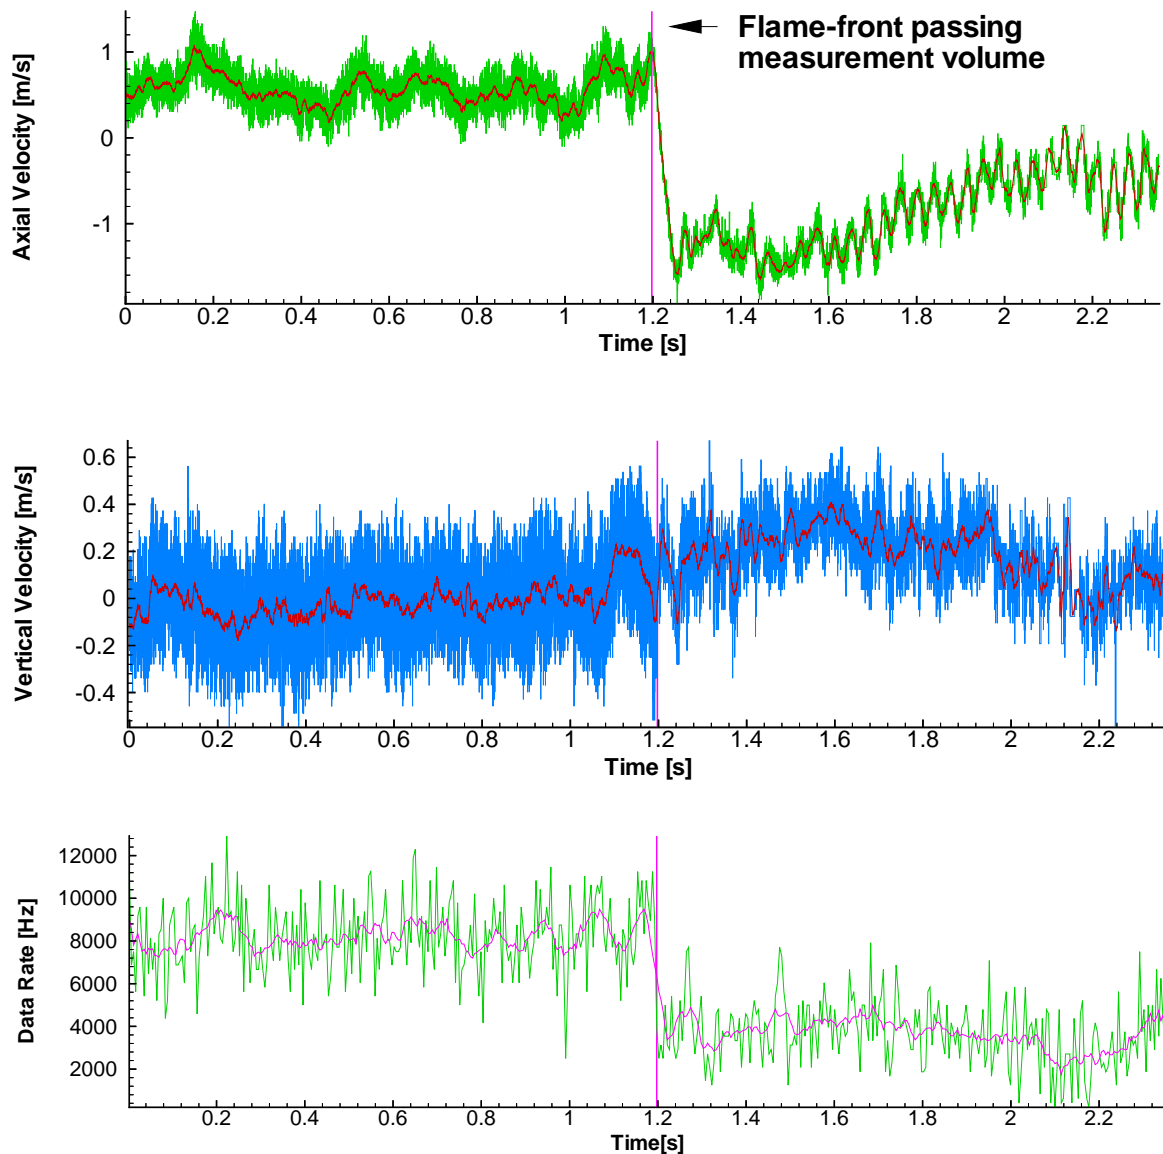 Flame-front passing
measurement volume
Axial Velocity [m/s]
1
0
-1
0 0.2 0.4 0.6 0.8 1 1.2 1.4 1.6 1.8 2 2.2
Time [s]
Vertical Velocity [m/s]
0.6
0.4
0.2
0
-0.2
-0.4
0 0.2 0.4 0.6 0.8 1 1.2 1.4 1.6 1.8 2 2.2
Time [s]
Data Rate [Hz]
12000
10000
8000
6000
4000
2000
0.2 0.4 0.6 0.8 1 1.2 1.4 1.6 1.8 2 2.2
Time[s]